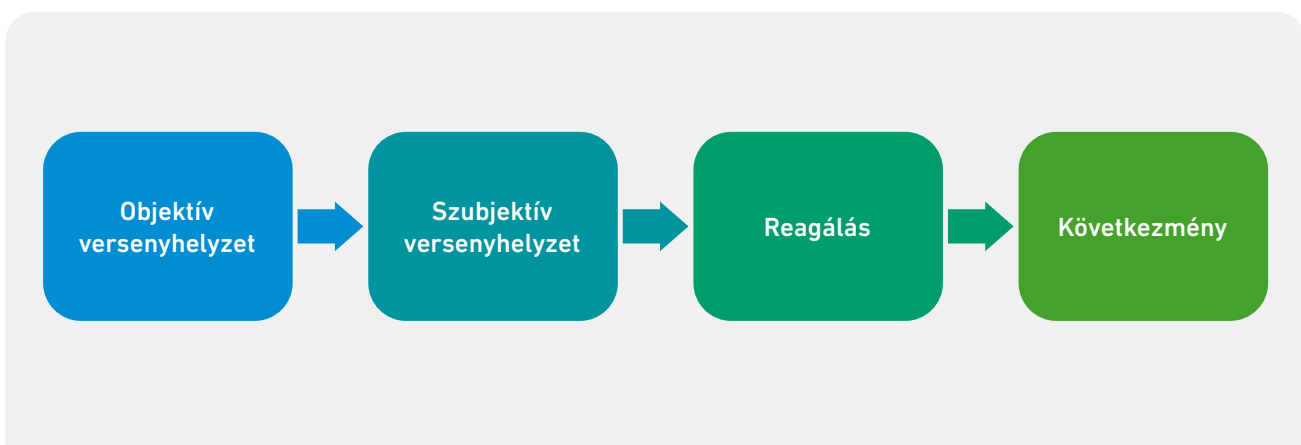 Objektív
versenyhelyzet
Szubjektív
versenyhelyzet
Reagálás
Következmény